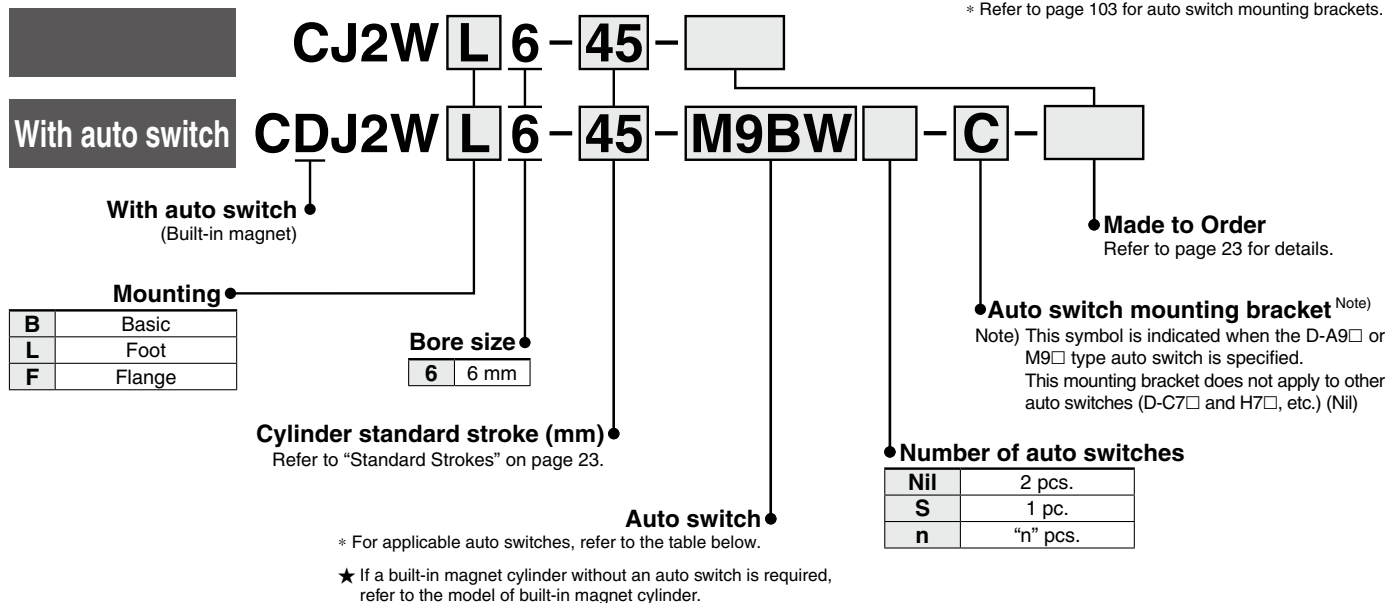 ∗ Refer to page 103 for auto switch mounting brackets.
CJ2W L 6 - 45 -
With auto switch CDJ2W L 6 - 45 - M9BW - C -
With auto switch
(Built-in magnet)
Mounting
B Basic
L Foot
F Flange
Bore size
6 6 mm
Cylinder standard stroke (mm)
Refer to “Standard Strokes” on page 23.
Auto switch
∗ For applicable auto switches, refer to the table below.
★ If a built-in magnet cylinder without an auto switch is required,
refer to the model of built-in magnet cylinder.
Made to Order
Refer to page 23 for details.
Auto switch mounting bracket Note)
Note) This symbol is indicated when the D-A9□ or
M9□ type auto switch is specified.
This mounting bracket does not apply to other
auto switches (D-C7□ and H7□, etc.) (Nil)
Number of auto switches
Nil 2 pcs.
S 1 pc.
n “n” pcs.